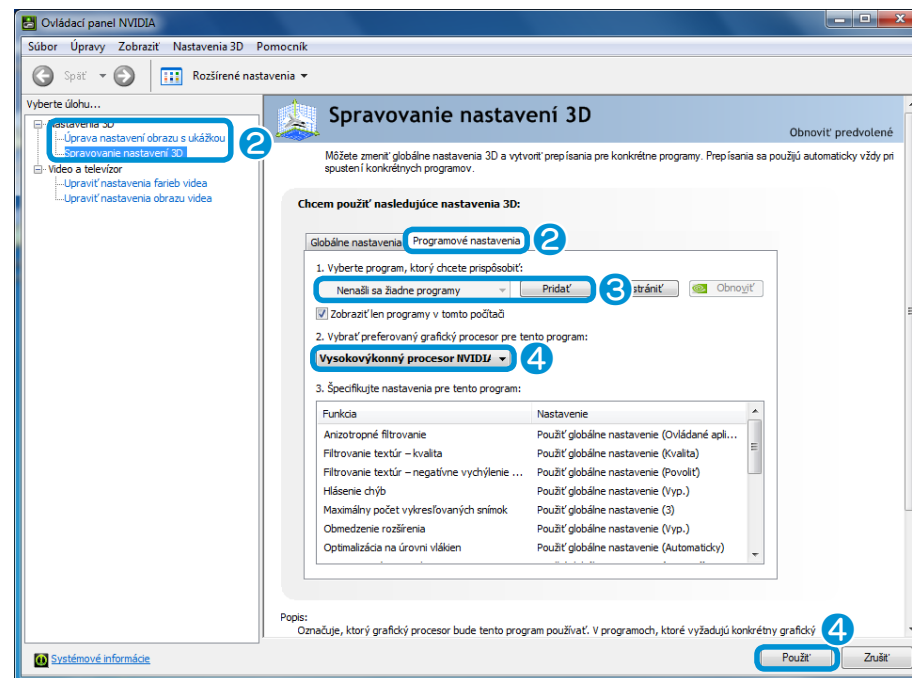 Ovládací panel NVIDIA
Súbor Úpravy Zobraziť Nastavenia 3D Pomocník
Späť Rozšírené nastavenia
Vyberte úlohu...
Nastavenia 3D
Úprava nastavení obrazu s ukážkou
Spravovanie nastavení 3D
2
Video a televízor
Upraviť nastavenia farieb videa
Upraviť nastavenia obrazu videa
Spravovanie nastavení 3D
Obnoviť predvolené
Môžete zmeniť globálne nastavenia 3D a vytvoriť prepísania pre konkrétne programy. Prepísania sa použijú automaticky vždy pri
spustení konkrétnych programov.
Chcem použiť nasledujúce nastavenia 3D:
Globálne nastavenia Programové nastavenia 2
1. Vyberte program, ktorý chcete prispôsobiť:
Nenašli sa žiadne programy Pridať 3 strániť Obnoviť
Zobraziť len programy v tomto počítači
2. Vybrať preferovaný grafický procesor pre tento program:
Vysokovýkonný procesor NVIDIA 4
3. Špecifikujte nastavenia pre tento program:
Funkcia Nastavenie
Anizotropné filtrovanie Použiť globálne nastavenie (Ovládané apli...
Filtrovanie textúr – kvalita Použiť globálne nastavenie (Kvalita)
Filtrovanie textúr – negatívne vychýlenie ... Použiť globálne nastavenie (Povoliť)
Hlásenie chýb Použiť globálne nastavenie (Vyp.)
Maximálny počet vykresľovaných snímok Použiť globálne nastavenie (3)
Obmedzenie rozšírenia Použiť globálne nastavenie (Vyp.)
Optimalizácia na úrovni vlákien Použiť globálne nastavenie (Automaticky)
Popis:
Označuje, ktorý grafický procesor bude tento program používať. V programoch, ktoré vyžadujú konkrétny grafický 4
Systémové informácie
Použiť Zrušiť